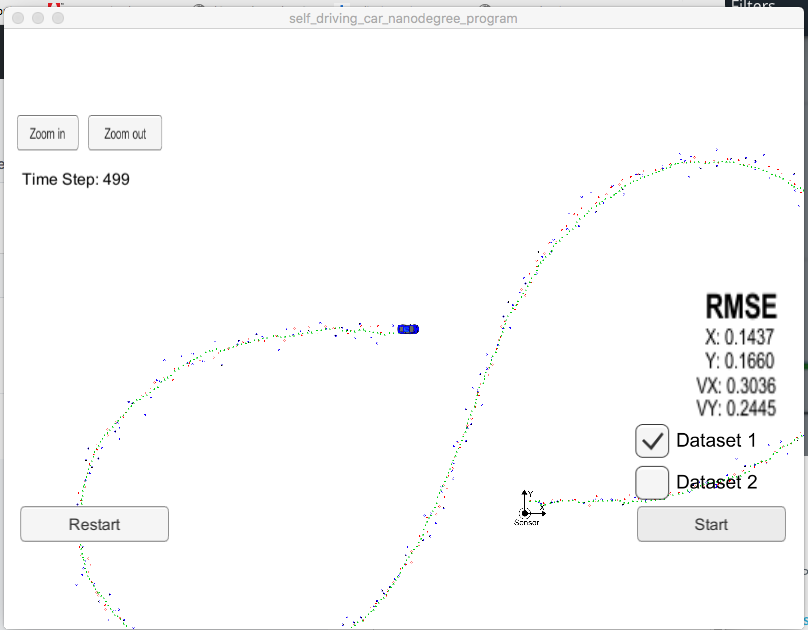 Filters
self_driving_car_nanodegree_program
Zoom in
Zoom out
Time Step: 499
RMSE
X: 0.1437
Y: 0.1660
VX: 0.3036
VY: 0.2445
Dataset 1
Dataset 2
Y
X
Sensor
Restart
Start